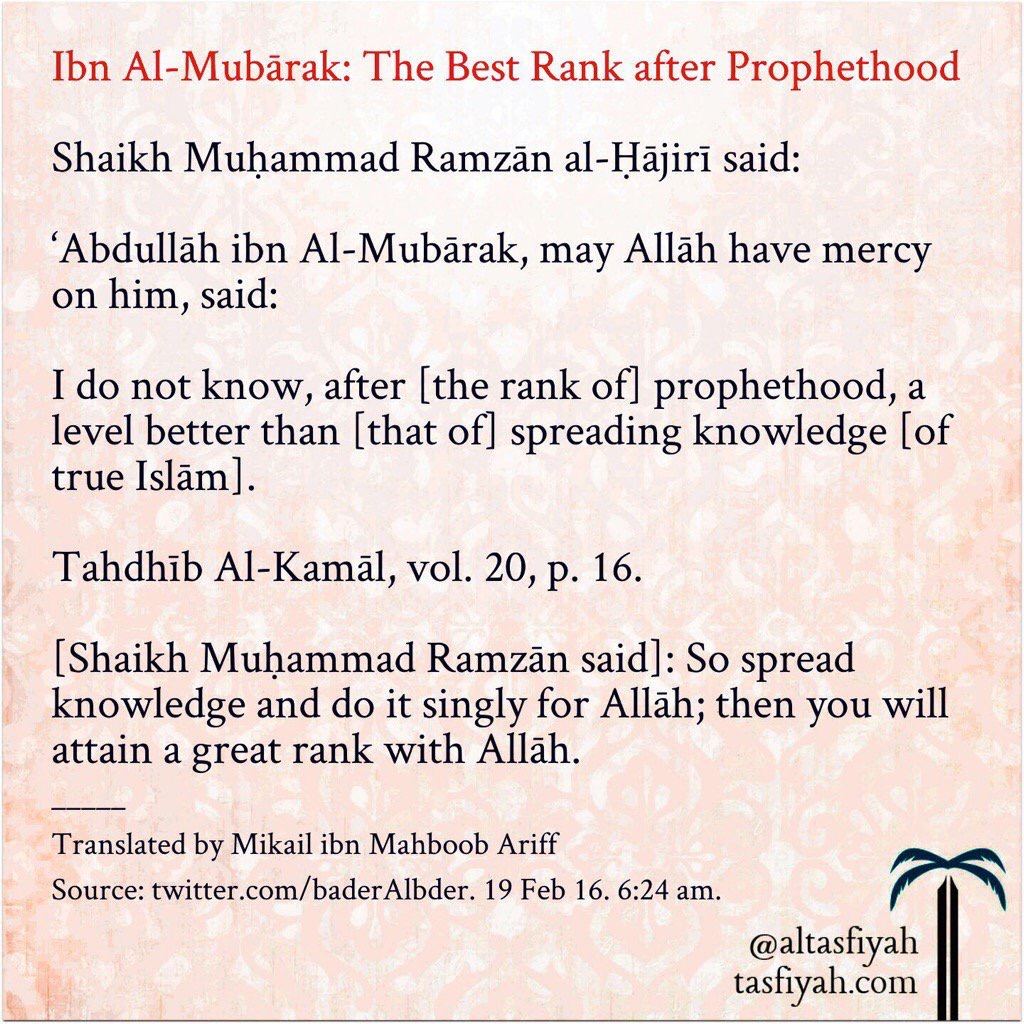 Ibn Al-Mubārak: The Best Rank after Prophethood
Shaikh Muḥammad Ramzān al-Ḥājirī said:
‘Abdullāh ibn Al-Mubārak, may Allāh have mercy
on him, said:
I do not know, after [the rank of] prophethood, a
level better than [that of] spreading knowledge [of
true Islām].
Tahdhīb Al-Kamāl, vol. 20, p. 16.
[Shaikh Muḥammad Ramzān said]: So spread
knowledge and do it singly for Allāh; then you will
attain a great rank with Allāh.
_____
Translated by Mikail ibn Mahboob Ariff
Source: twitter.com/baderAlbder. 19 Feb 16. 6:24 am.
@altasfiyah
tasfiyah.com